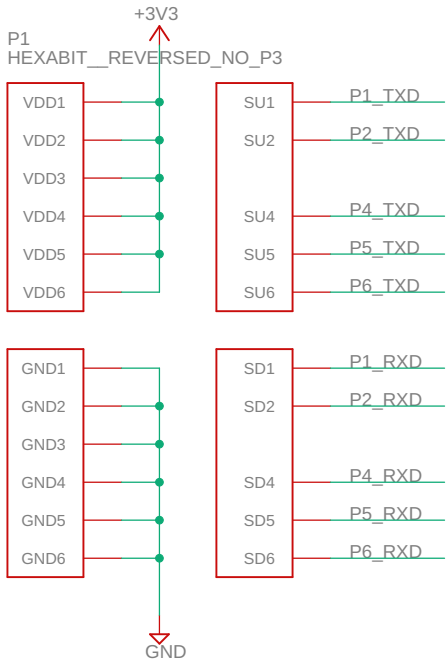 +3V3
P1
HEXABIT__REVERSED_NO_P3
VDD1
VDD2
VDD3
VDD4
VDD5
VDD6
SU1 P1_TXD
SU2 P2_TXD
SU4 P4_TXD
SU5 P5_TXD
SU6 P6_TXD
GND1
GND2
GND3
GND4
GND5
GND6
SD1 P1_RXD
SD2 P2_RXD
SD4 P4_RXD
SD5 P5_RXD
SD6 P6_RXD
GND